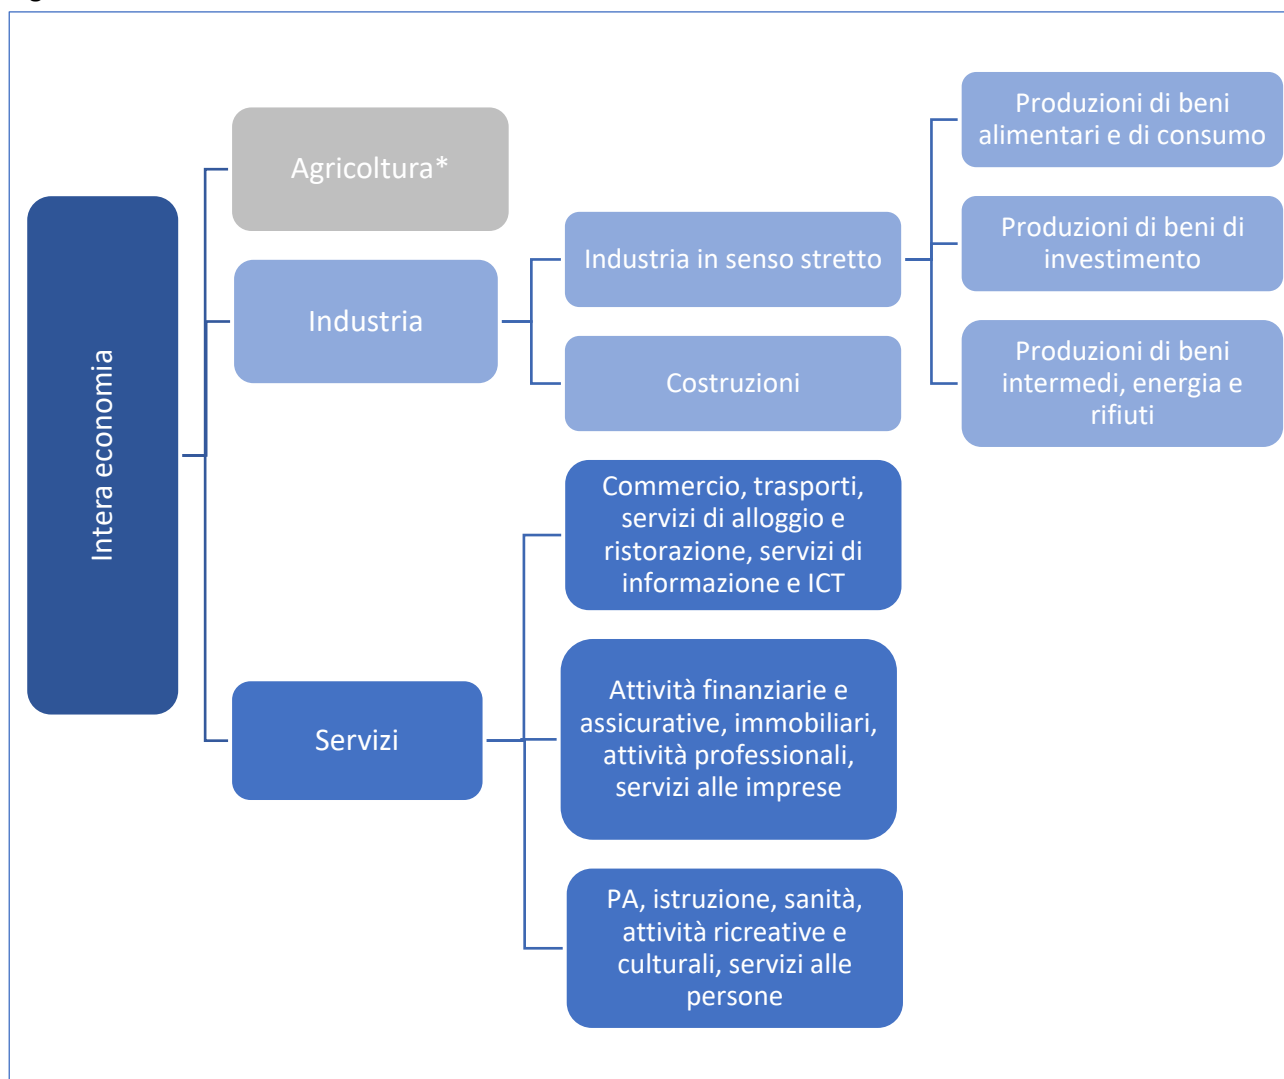 Intera economia
Agricoltura*
Industria
Servizi
Industria in senso stretto
Costruzioni
Commercio, trasporti,
servizi di alloggio e
ristorazione, servizi di
informazione e ICT
Attività finanziarie e
assicurative, immobiliari,
attività professionali,
servizi alle imprese
PA, istruzione, sanità,
attività ricreative e
culturali, servizi alle
persone
Produzioni di beni
alimentari e di consumo
Produzioni di beni di
investimento
Produzioni di beni
intermedi, energia e
rifiuti